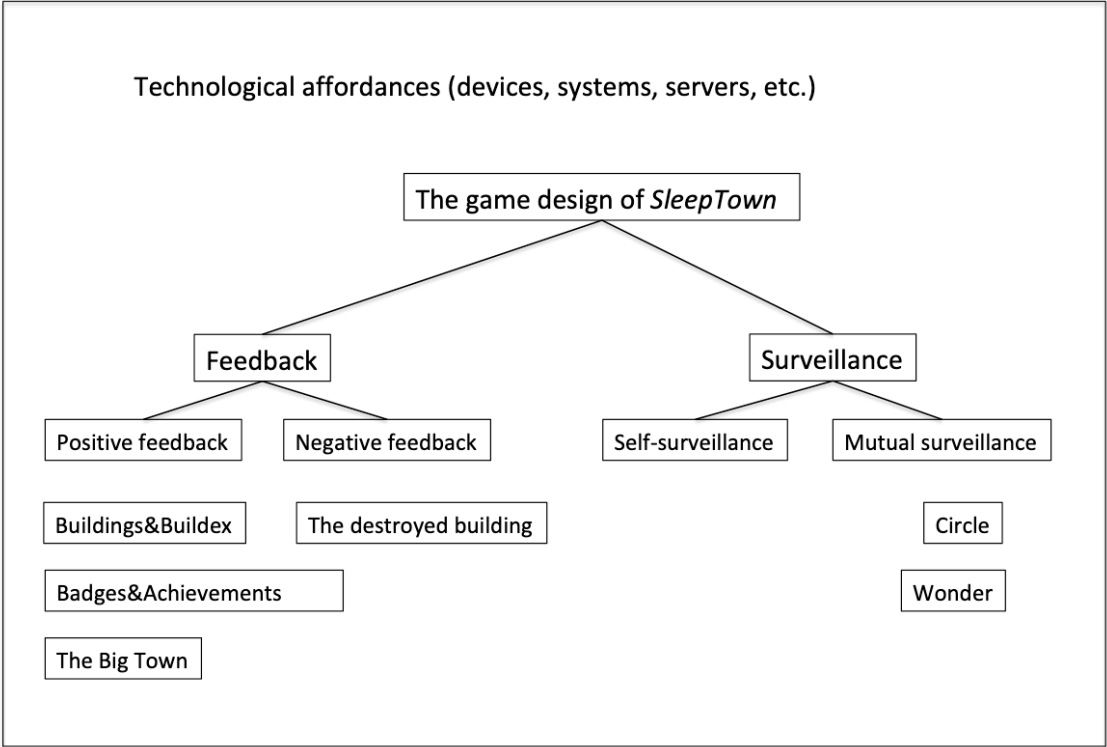 Technological affordances (devices, systems, servers, etc.)
The game design of SleepTown
Feedback
Surveillance
Positive feedback
Negative feedback
Self-surveillance
Mutual surveillance
Buildings&Buildex
The destroyed building
Circle
Badges&Achievements
Wonder
The Big Town